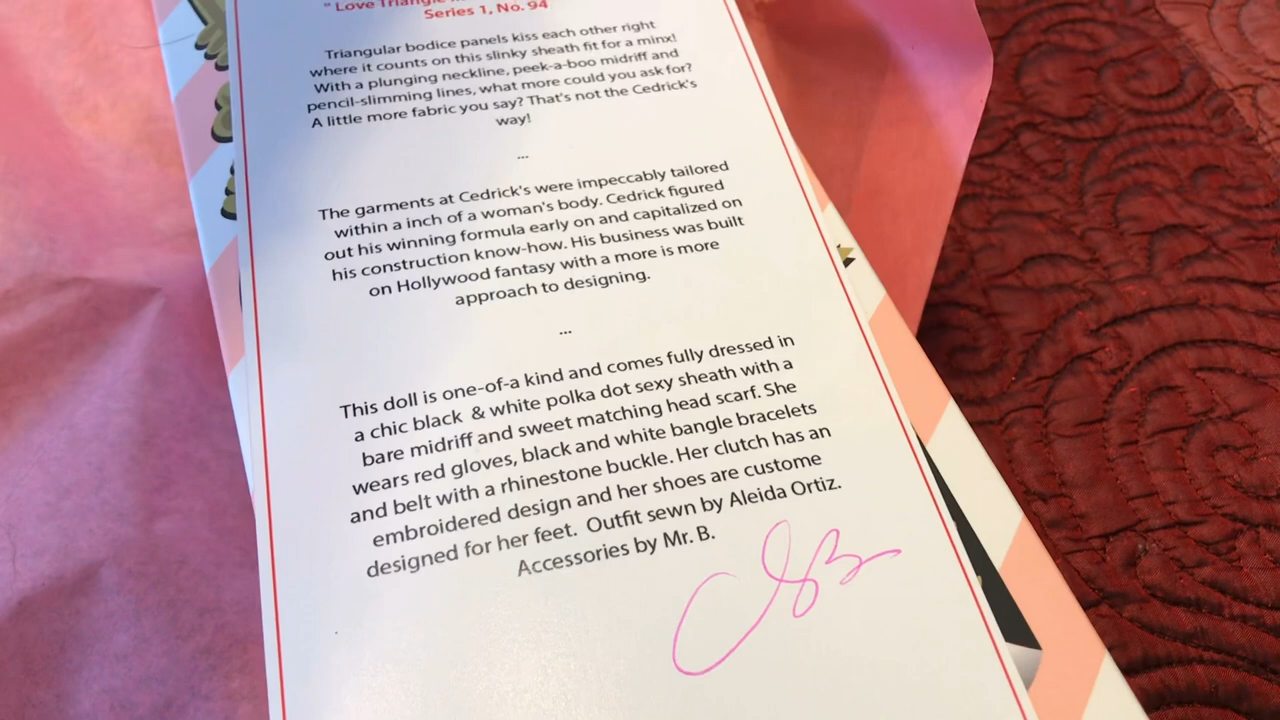 " Love Triangle
Series 1, No. 94
Triangular bodice panels kiss each other right
where it counts on this slinky sheath fit for a minx!
With a plunging neckline, peek-a-boo midriff and
pencil-slimming lines, what more could you ask for?
A little more fabric you say? That's not the Cedrick's
way!
...
The garments at Cedrick's were impeccably tailored
within a inch of a woman's body. Cedrick figured
out his winning formula early on and capitalized on
his construction know-how. His business was built
on Hollywood fantasy with a more is more
approach to designing.
...
This doll is one-of-a kind and comes fully dressed in
a chic black & white polka dot sexy sheath with a
bare midriff and sweet matching head scarf. She
wears red gloves, black and white bangle bracelets
and belt with a rhinestone buckle. Her clutch has an
embroidered design and her shoes are custome
designed for her feet. Outfit sewn by Aleida Ortiz.
Accessories by Mr. B.